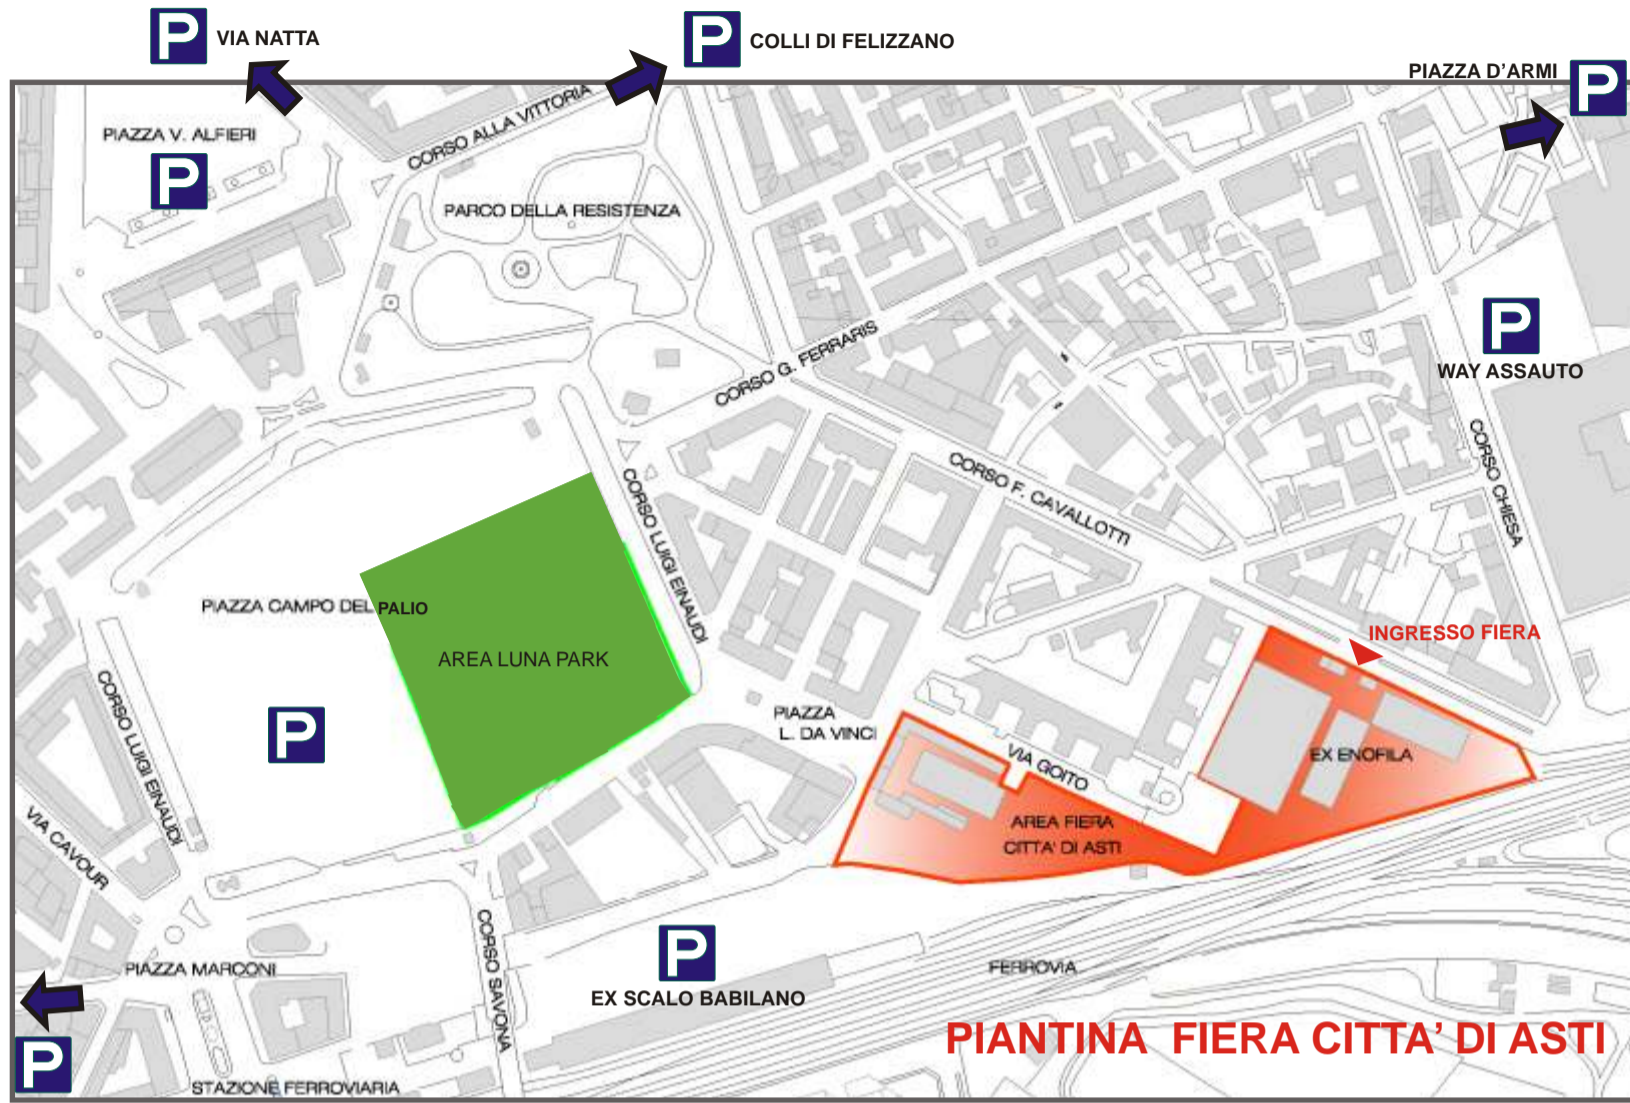 P VIA NATTA
P COLLI DI FELIZZANO
PIAZZA D'ARMI P
PIAZZA V. ALFIERI
P
CORSO ALLA VITTORIA
PARCO DELLA RESISTENZA
P
WAY ASSAUTO
CORSO G. FERRARIS
CORSO F. CAVALLOTTI
CORSO CHIESA
CORSO LUIGI EINAUDI
PIAZZA CAMPO DEL PALIO
AREA LUNA PARK
INGRESSO FIERA
P
PIAZZA
L. DA VINCI
VIA GOITO
EX ENOFILA
CORSO LUIGI EINAUDI
VIA CAVOUR
AREA FIERA
CITTA' DI ASTI
CORSO SAVONA
P
EX SCALO BABILANO
FERROVIA
PIAZZA MARCONI
P
STAZIONE FERROVIARIA
PIANTINA FIERA CITTA' DI ASTI